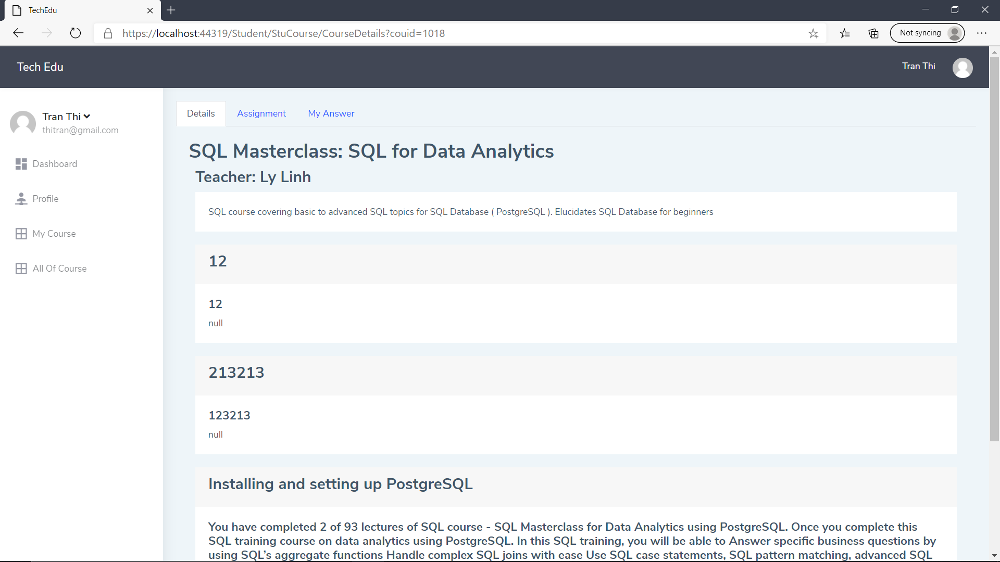 TechEdu
https://localhost:44319/Student/StuCourse/CourseDetails?couid=1018
Not syncing
Tech Edu
Tran Thi
Tran Thi
thitran@gmail.com
Dashboard
Profile
My Course
All Of Course
Details
Assignment
My Answer
SQL Masterclass: SQL for Data Analytics
Teacher: Ly Linh
SQL course covering basic to advanced SQL topics for SQL Database ( PostgreSQL ). Elucidates SQL Database for beginners
12
12
null
213213
123213
null
Installing and setting up PostgreSQL
You have completed 2 of 93 lectures of SQL course - SQL Masterclass for Data Analytics using PostgreSQL. Once you complete this
SQL training course on data analytics using PostgreSQL. In this SQL training, you will be able to Answer specific business questions by
using SQL’s aggregate functions Handle complex SQL joins with ease Use SQL case statements, SQL pattern matching, advanced SQL